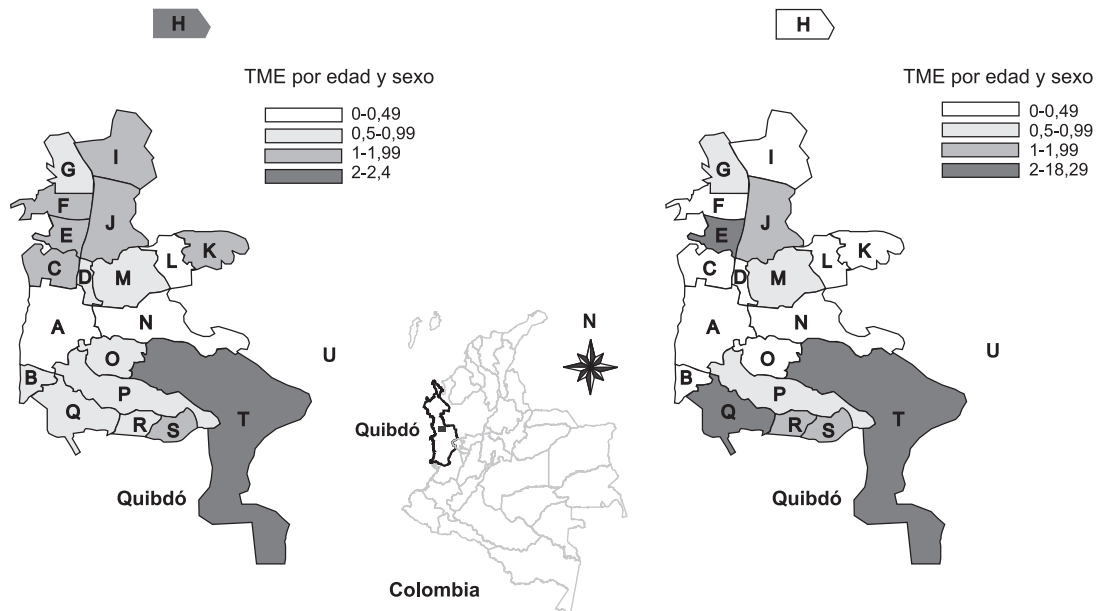 H
TME por edad y sexo
0-0,49
0,5-0,99
1-1,99
2-2,4
G
I
F
J
E
C
D
M
L
K
A
N
U
O
B
P
Q
R
S
T
Quibdó
N
Quibdó
Colombia
H
TME por edad y sexo
0-0,49
0,5-0,99
1-1,99
2-18,29
G
I
F
J
E
C
D
M
L
K
A
N
U
O
B
P
Q
R
S
T
Quibdó